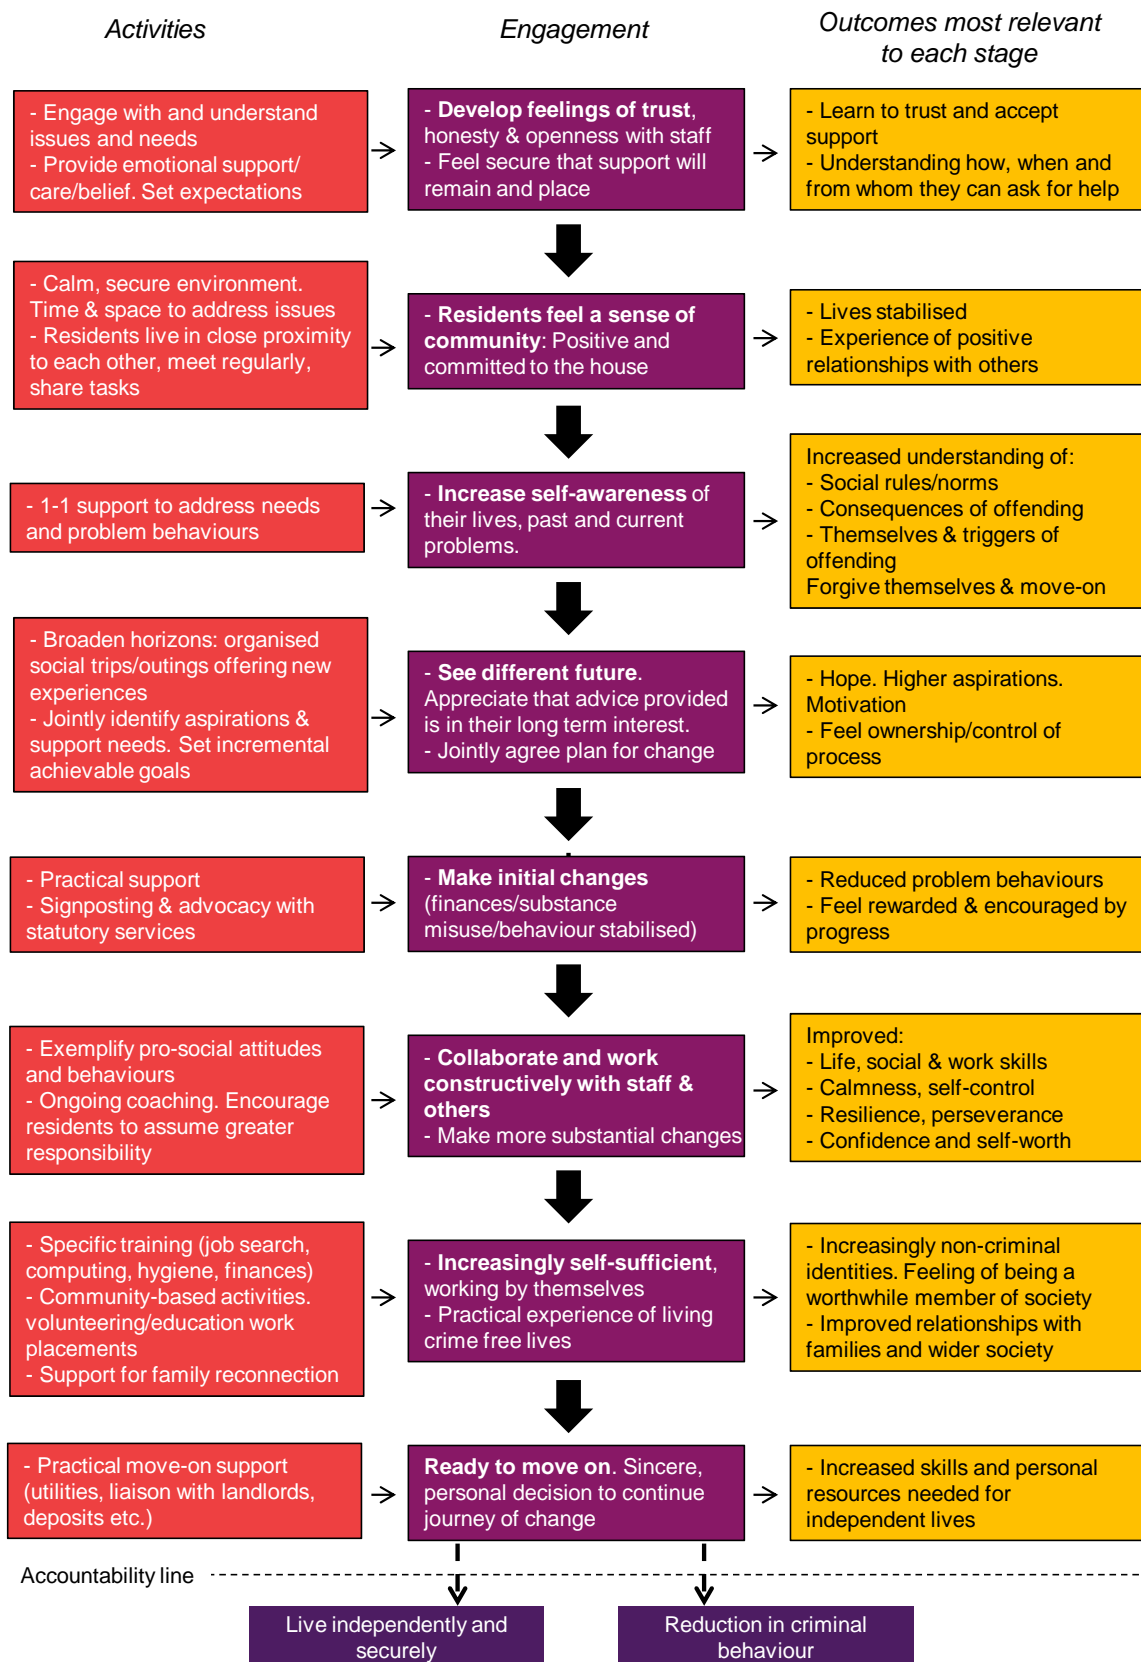 Activities
Engagement
Outcomes most relevant
to each stage
- Engage with and understand
issues and needs
- Provide emotional support/
care/belief. Set expectations
- Develop feelings of trust,
honesty & openness with staff
- Feel secure that support will
remain and place
- Learn to trust and accept
support
- Understanding how, when and
from whom they can ask for help
- Calm, secure environment.
Time & space to address issues
- Residents live in close proximity
to each other, meet regularly,
share tasks
- Residents feel a sense of
community: Positive and
committed to the house
- Lives stabilised
- Experience of positive
relationships with others
- 1-1 support to address needs
and problem behaviours
- Increase self-awareness of
their lives, past and current
problems.
Increased understanding of:
- Social rules/norms
- Consequences of offending
- Themselves & triggers of
offending
Forgive themselves & move-on
- Broaden horizons: organised
social trips/outings offering new
experiences
- Jointly identify aspirations &
support needs. Set incremental
achievable goals
- See different future.
Appreciate that advice provided
is in their long term interest.
- Jointly agree plan for change
- Hope. Higher aspirations.
Motivation
- Feel ownership/control of
process
- Practical support
- Signposting & advocacy with
statutory services
- Make initial changes
(finances/substance
misuse/behaviour stabilised)
- Reduced problem behaviours
- Feel rewarded & encouraged by
progress
- Exemplify pro-social attitudes
and behaviours
- Ongoing coaching. Encourage
residents to assume greater
responsibility
- Collaborate and work
constructively with staff &
others
- Make more substantial changes
Improved:
- Life, social & work skills
- Calmness, self-control
- Resilience, perseverance
- Confidence and self-worth
- Specific training (job search,
computing, hygiene, finances)
- Community-based activities.
volunteering/education work
placements
- Support for family reconnection
- Increasingly self-sufficient,
working by themselves
- Practical experience of living
crime free lives
- Increasingly non-criminal
identities. Feeling of being a
worthwhile member of society
- Improved relationships with
families and wider society
- Practical move-on support
(utilities, liaison with landlords,
deposits etc.)
Ready to move on. Sincere,
personal decision to continue
journey of change
- Increased skills and personal
resources needed for
independent lives
Accountability line
Live independently and
securely
Reduction in criminal
behaviour